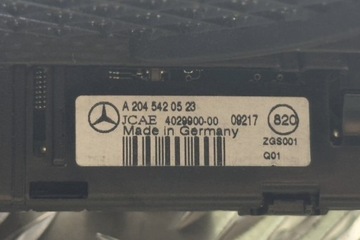 A 204 542 05 23
JCAE 4029900-00 09217 820
Made in Germany
ZGS001
Q01